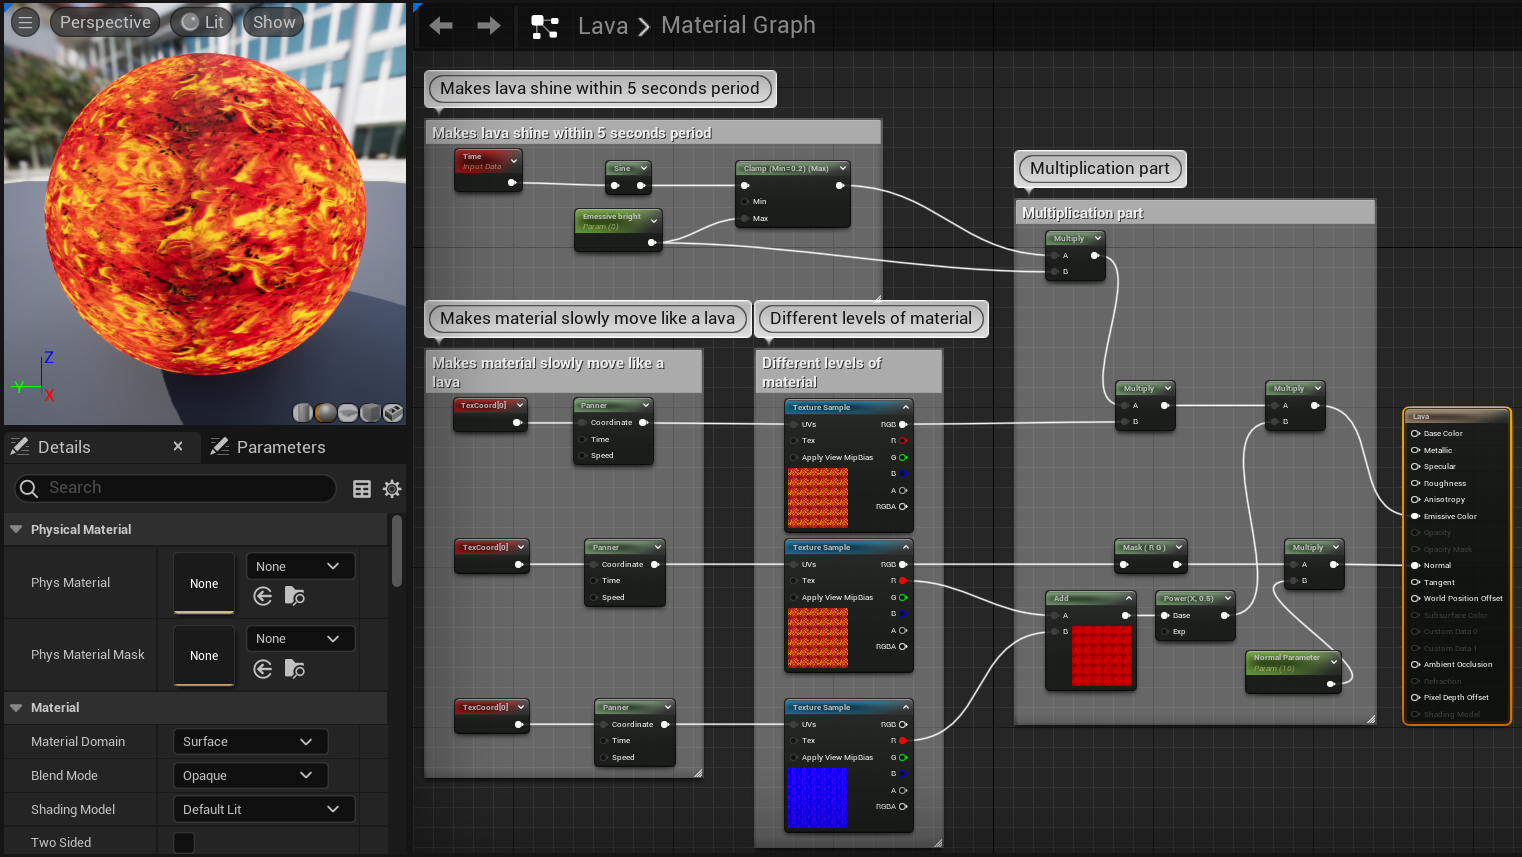 Perspective
Lit
Show
Z
Y
X
Details
Parameters
Search
Physical Material
Phys Material
None
None
Phys Material Mask
None
None
Material
Material Domain
Surface
Blend Mode
Opaque
Shading Model
Default Lit
Two Sided
Lava
Material Graph
Makes lava shine within 5 seconds period
Makes lava shine within 5 seconds period
Time
Input Data
Sine
Clamp (Min=0.2) (Max)
Min
Max
Emessive bright
Param (0)
Makes material slowly move like a lava
Makes material slowly move like a
lava
TexCoord[0]
Panner
Coordinate
Time
Speed
TexCoord[0]
Panner
Coordinate
Time
Speed
TexCoord[0]
Panner
Coordinate
Time
Speed
Different levels of material
Different levels of
material
Texture Sample
UVs
RGB
Tex
R
Apply View MipBias
G
B
A
RGBA
Texture Sample
UVs
RGB
Tex
R
Apply View MipBias
G
B
A
RGBA
Texture Sample
UVs
RGB
Tex
R
Apply View MipBias
G
B
A
RGBA
Multiplication part
Multiplication part
Multiply
A
B
Multiply
A
B
Multiply
A
B
Mask ( R G )
Multiply
A
B
Add
A
B
Power(X, 0.5)
Base
Exp
Normal Parameter
Param (10)
Lava
Base Color
Metallic
Specular
Roughness
Anisotropy
Emissive Color
Opacity
Opacity Mask
Normal
Tangent
World Position Offset
Subsurface Color
Custom Data 0
Custom Data 1
Ambient Occlusion
Refraction
Pixel Depth Offset
Shading Model